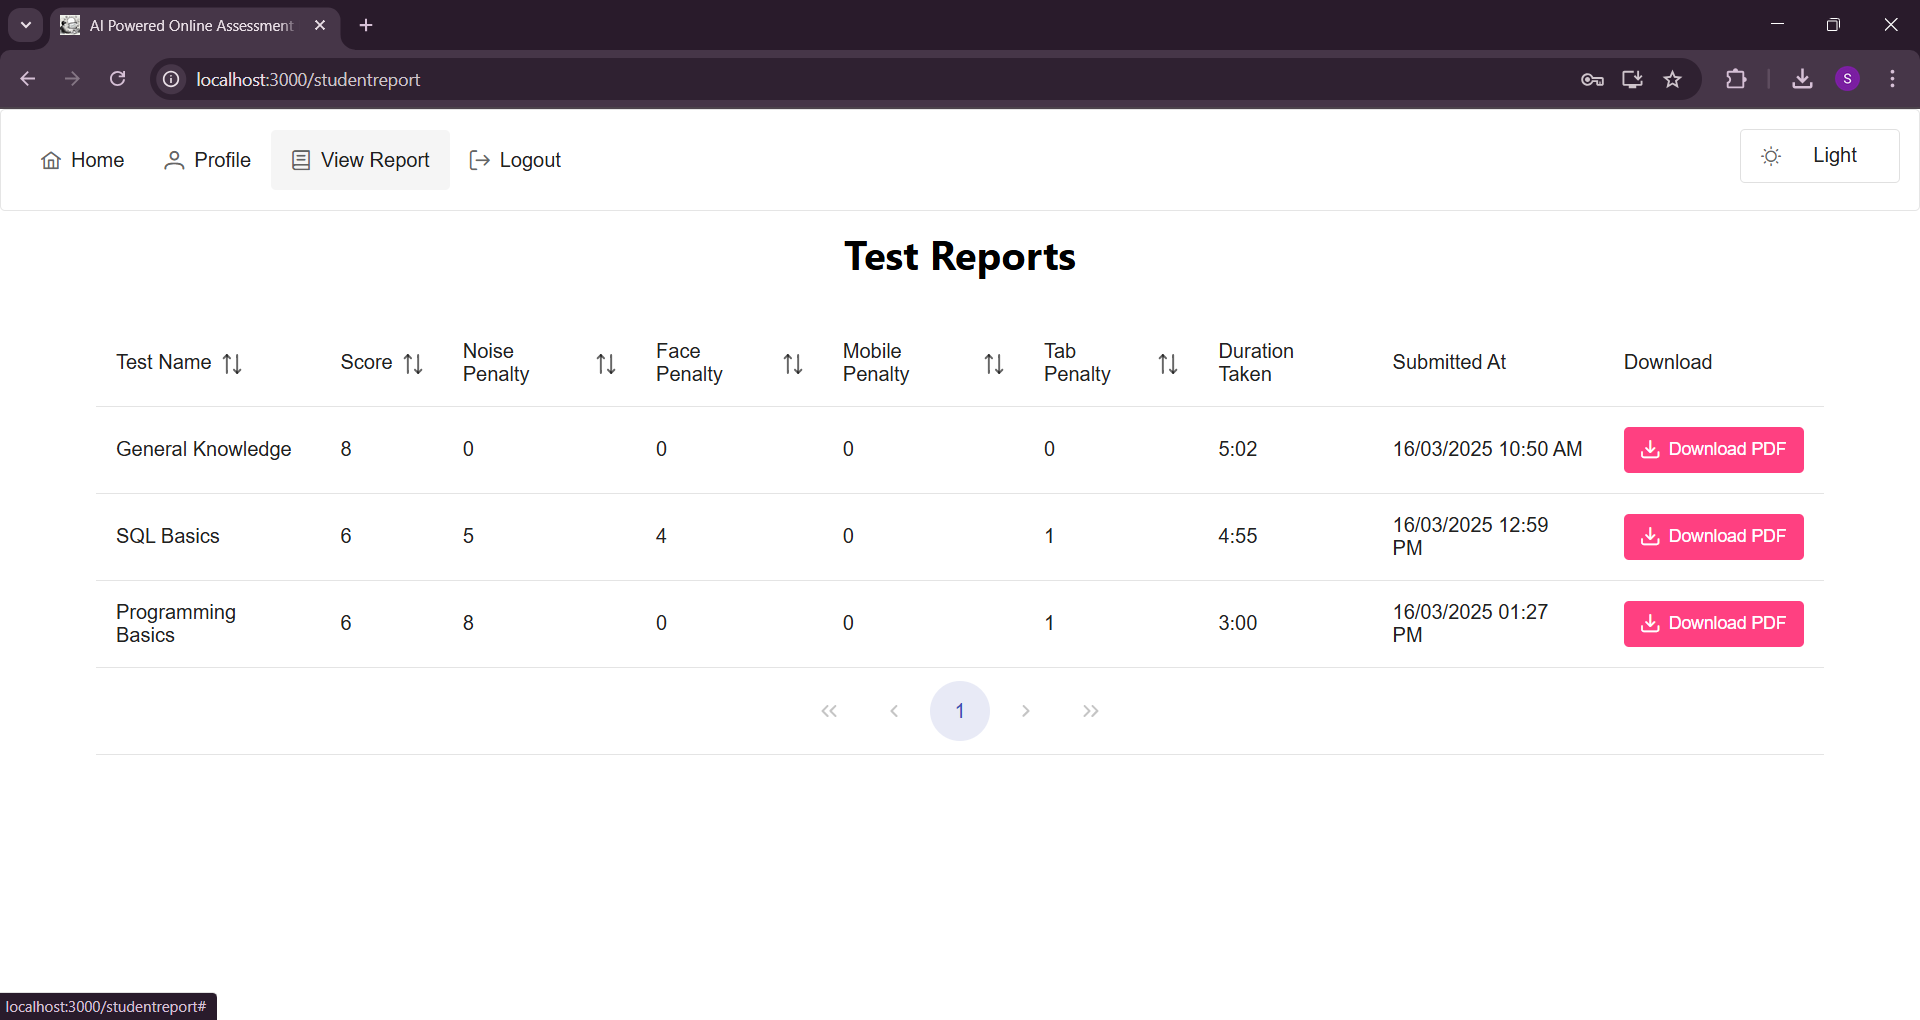 AI Powered Online Assessment
localhost:3000/studentreport
S
Home Profile View Report Logout
Light
Test Reports
Test Name Score Noise Penalty Face Penalty Mobile Penalty Tab Penalty Duration Taken Submitted At Download
General Knowledge 8 0 0 0 0 5:02 16/03/2025 10:50 AM Download PDF
SQL Basics 6 5 4 0 1 4:55 16/03/2025 12:59 PM Download PDF
Programming Basics 6 8 0 0 1 3:00 16/03/2025 01:27 PM Download PDF
1
localhost:3000/studentreport#